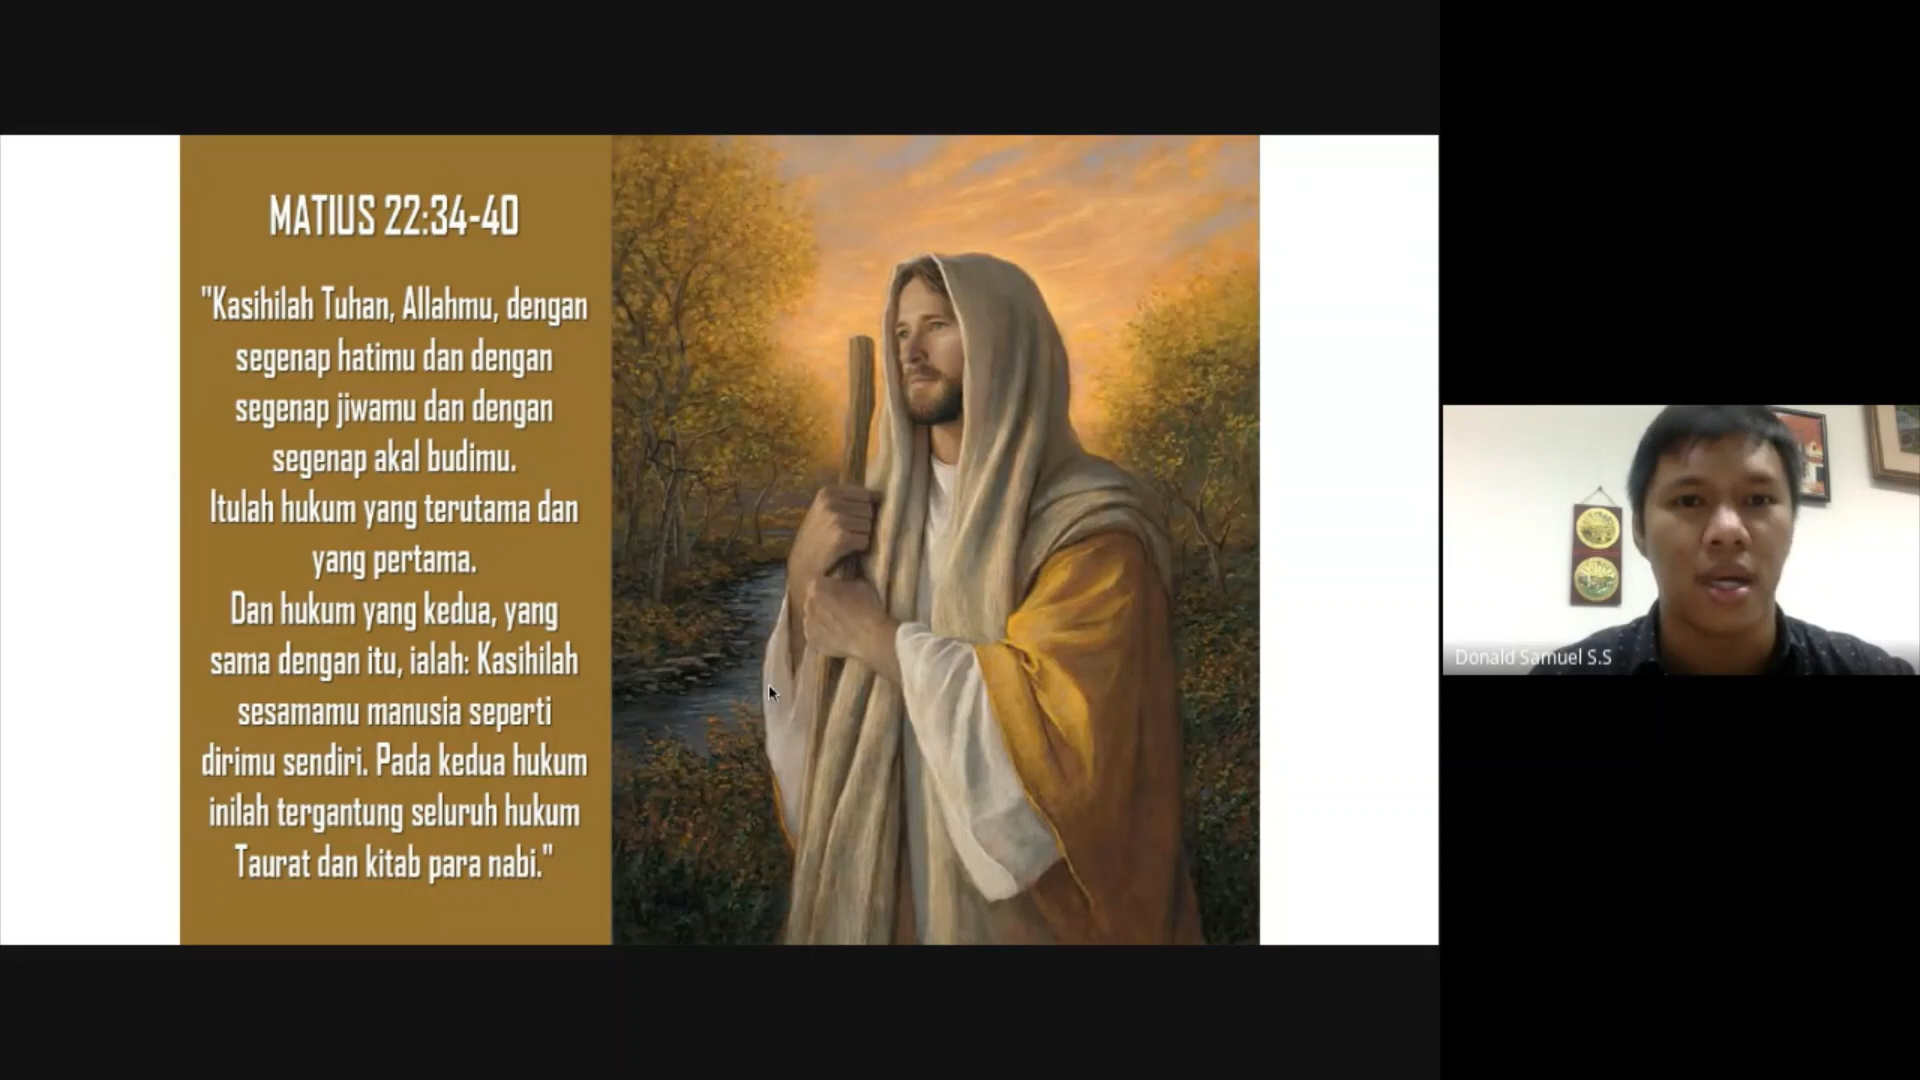 MATIUS 22:34-40
"Kasihilah Tuhan, Allahmu, dengan
segenap hatimu dan dengan
segenap jiwamu dan dengan
segenap akal budimu.
Itulah hukum yang terutama dan
yang pertama.
Dan hukum yang kedua, yang
sama dengan itu, ialah: Kasihilah
sesamamu manusia seperti
dirimu sendiri. Pada kedua hukum
inilah tergantung seluruh hukum
Taurat dan kitab para nabi."
Donald Samuel S.S